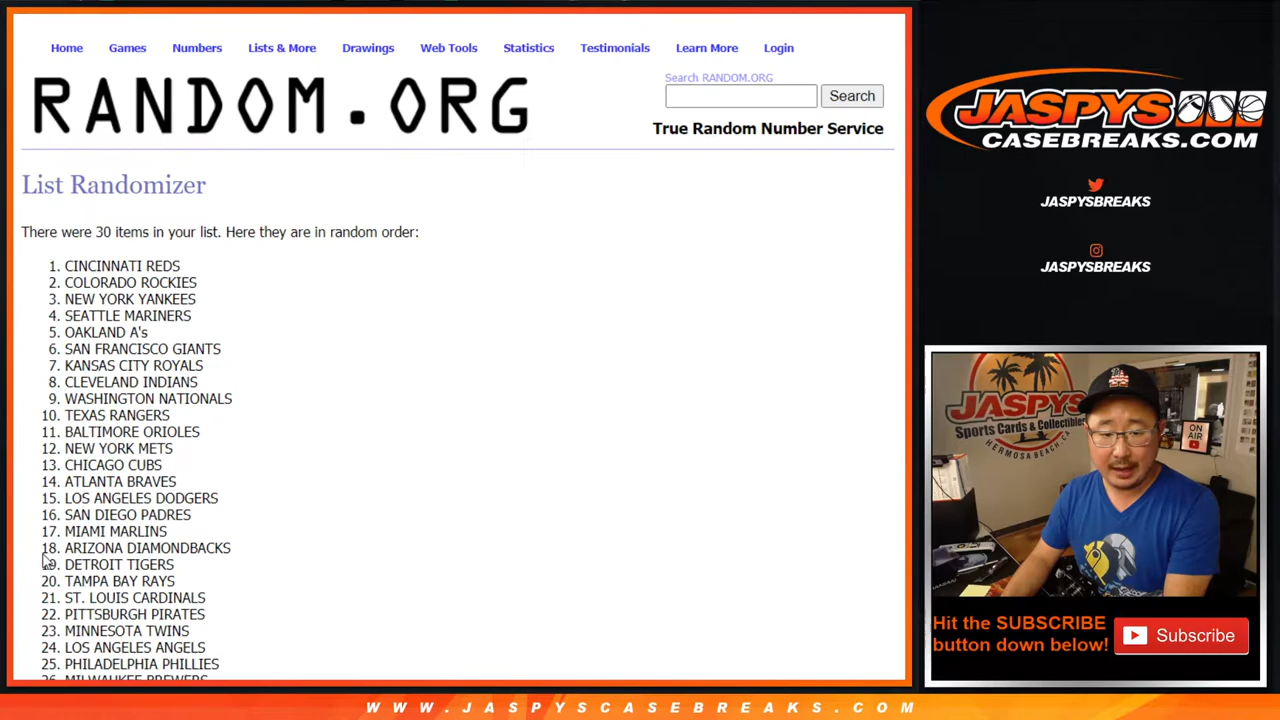 Home Games Numbers Lists & More Drawings Web Tools Statistics Testimonials Learn More Login
RANDOM.ORG
Search RANDOM.ORG
Search
True Random Number Service
List Randomizer
There were 30 items in your list. Here they are in random order:
1. CINCINNATI REDS
2. COLORADO ROCKIES
3. NEW YORK YANKEES
4. SEATTLE MARINERS
5. OAKLAND A's
6. SAN FRANCISCO GIANTS
7. KANSAS CITY ROYALS
8. CLEVELAND INDIANS
9. WASHINGTON NATIONALS
10. TEXAS RANGERS
11. BALTIMORE ORIOLES
12. NEW YORK METS
13. CHICAGO CUBS
14. ATLANTA BRAVES
15. LOS ANGELES DODGERS
16. SAN DIEGO PADRES
17. MIAMI MARLINS
18. ARIZONA DIAMONDBACKS
19. DETROIT TIGERS
20. TAMPA BAY RAYS
21. ST. LOUIS CARDINALS
22. PITTSBURGH PIRATES
23. MINNESOTA TWINS
24. LOS ANGELES ANGELS
25. PHILADELPHIA PHILLIES
26. MILWAUKEE BREWERS
JASPYS
CASEBREAKS.COM
JASPYSBREAKS
JASPYSBREAKS
JASPYS
Sports Cards & Collectibles
HERMOSA BEACH, CA
ON AIR
Hit the SUBSCRIBE
button down below!
Subscribe
WWW.JASPYSCASEBREAKS.COM